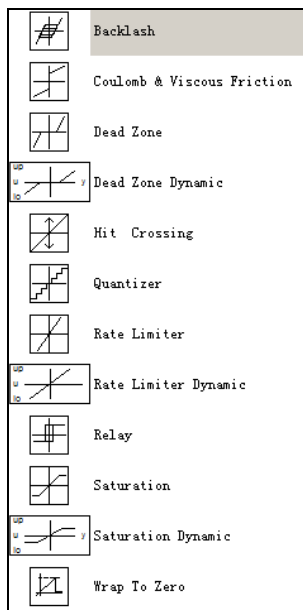 Backlash
Coulomb & Viscous Friction
Dead Zone
up
u
lo
y
Dead Zone Dynamic
Hit Crossing
Quantizer
Rate Limiter
up
u
lo
y
Rate Limiter Dynamic
Relay
Saturation
up
u
lo
y
Saturation Dynamic
Wrap To Zero